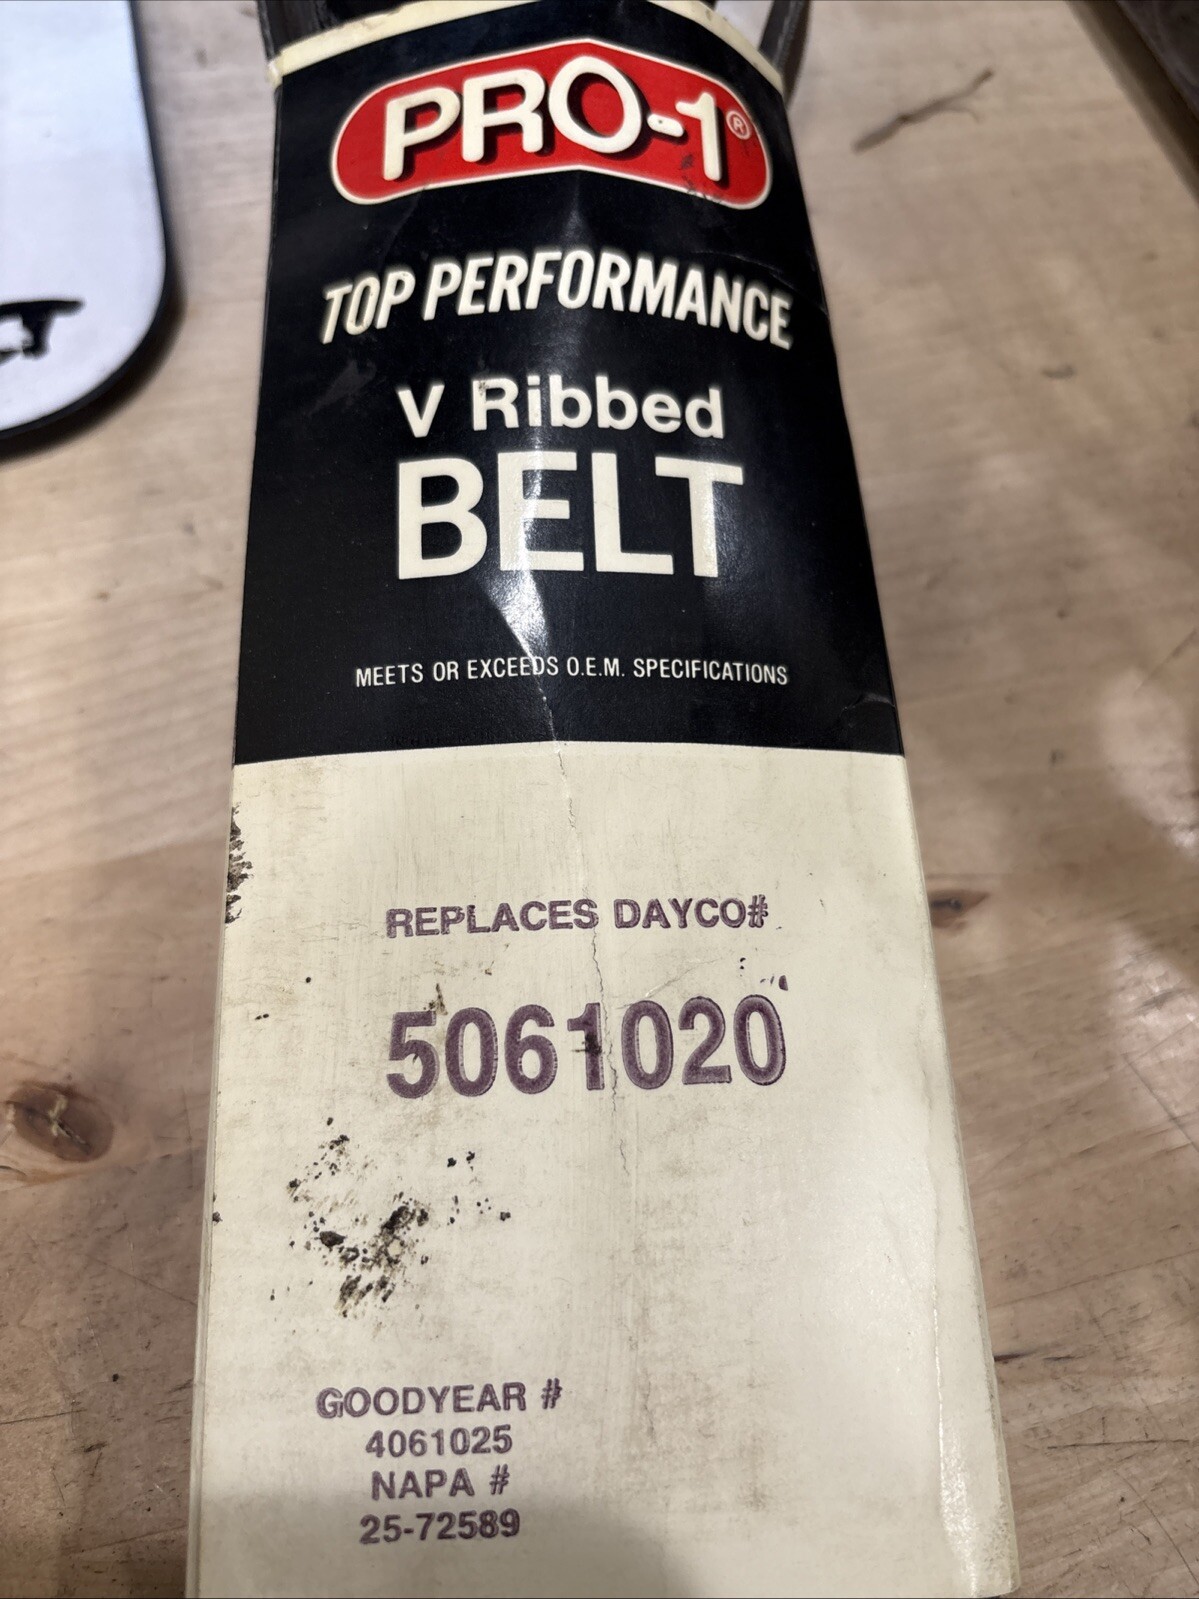 PRO-1®
TOP PERFORMANCE
V Ribbed
BELT
MEETS OR EXCEEDS O.E.M. SPECIFICATIONS
REPLACES DAYCO#
5061020
GOODYEAR #
4061025
NAPA #
25-72589